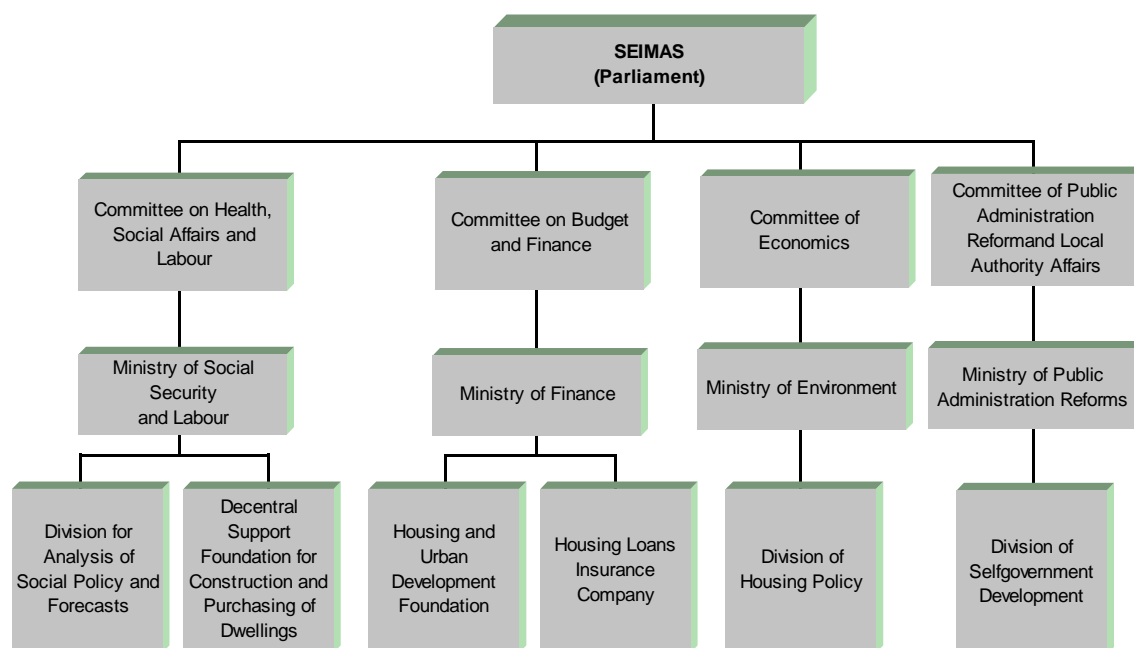 SEIMAS
(Parliament)
Committee on Health,
Social Affairs and
Labour
Committee on Budget
and Finance
Committee of
Economics
Committee of Public
Administration
Reformand Local
Authority Affairs
Ministry of Social
Security
and Labour
Ministry of Finance
Ministry of Environment
Ministry of Public
Administration Reforms
Division for
Analysis of
Social Policy and
Forecasts
Decentral
Support
Foundation for
Construction and
Purchasing of
Dwellings
Housing and
Urban
Development
Foundation
Housing Loans
Insurance
Company
Division of
Housing Policy
Division of
Selfgovernment
Development